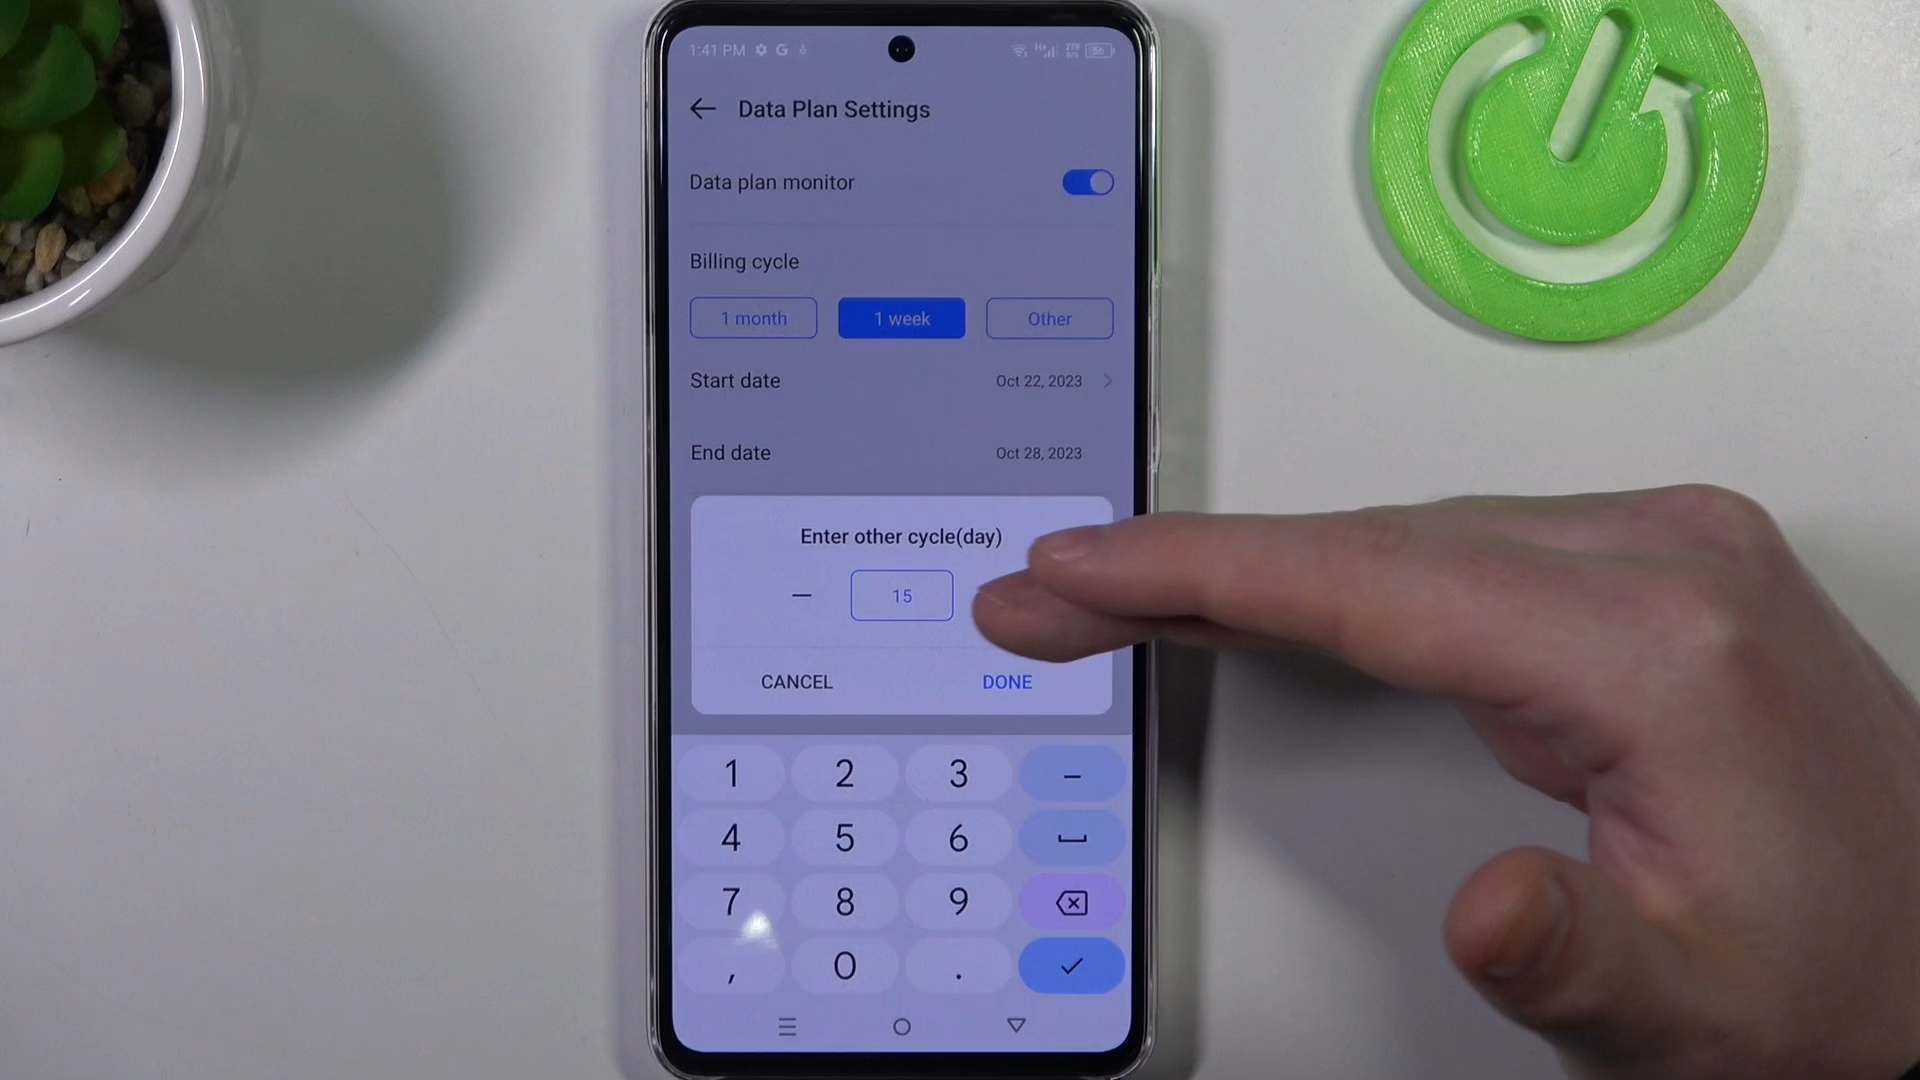 1:41 PM
Data Plan Settings
Data plan monitor
Billing cycle
1 month
1 week
Other
Start date
Oct 22, 2023
End date
Oct 28, 2023
Enter other cycle(day)
15
CANCEL
DONE
1 2 3 –
4 5 6
7 8 9
, 0 .